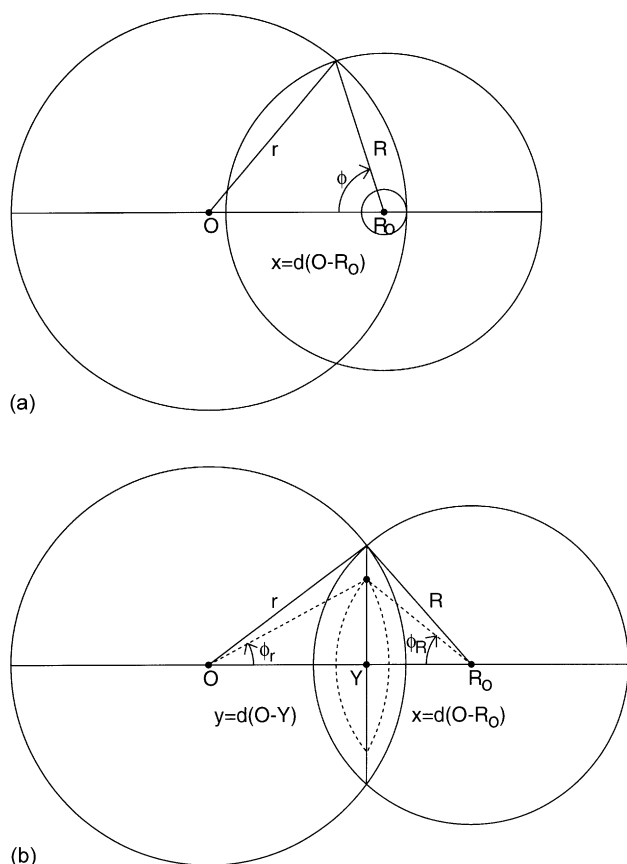 r
R
ϕ
O
Ro
x=d(O-Ro)
(a)
r
R
ϕr
ϕR
O
Y
Ro
y=d(O-Y)
x=d(O-Ro)
(b)